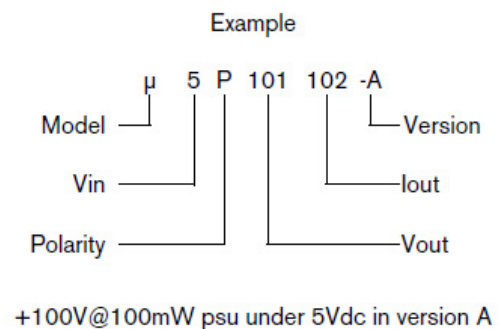 Example
μ 5 P 101 102 -A
Model Version
Vin Iout
Polarity Vout
+100V@100mW psu under 5Vdc in version A